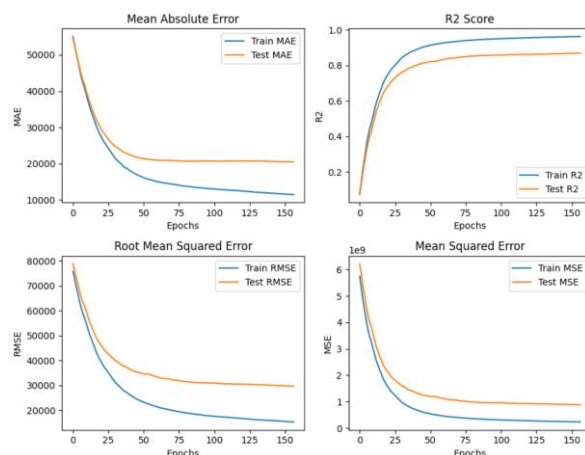 Mean Absolute Error
MAE
50000
40000
30000
20000
10000
Train MAE
Test MAE
0 25 50 75 100 125 150
Epochs
R2 Score
R2
1.0
0.8
0.6
0.4
0.2
Train R2
Test R2
0 25 50 75 100 125 150
Epochs
Root Mean Squared Error
RMSE
80000
70000
60000
50000
40000
30000
20000
Train RMSE
Test RMSE
0 25 50 75 100 125 150
Epochs
Mean Squared Error
1e9
MSE
6
5
4
3
2
1
0
Train MSE
Test MSE
0 25 50 75 100 125 150
Epochs